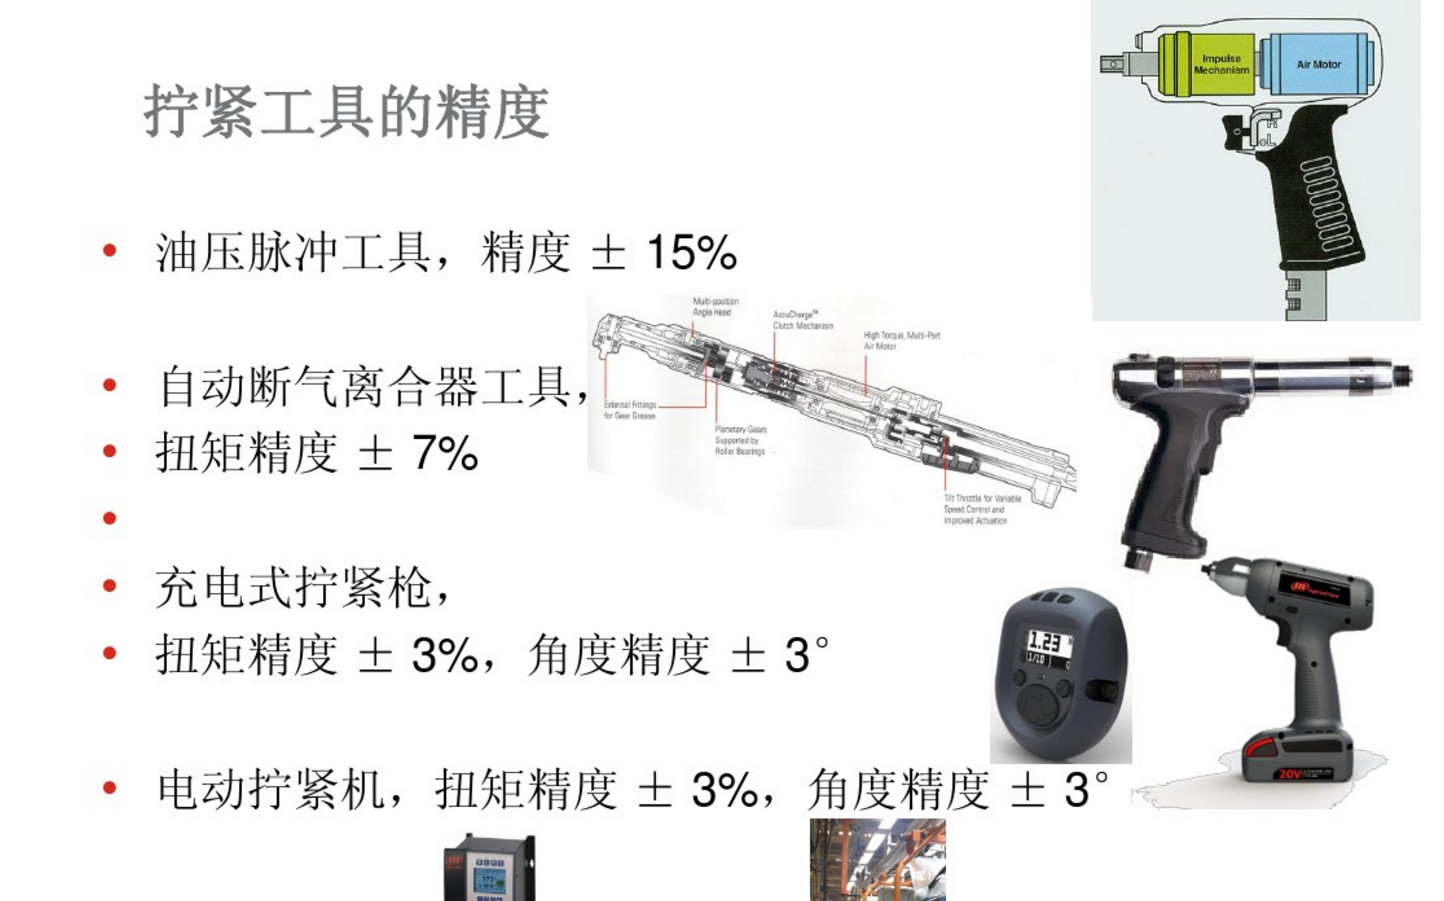 拧紧工具的精度
Impulse
Mechanism
Air Motor
• 油压脉冲工具，精度 ± 15%
Multi-position
Angle Head
AccuCharge™
Clutch Mechanism
High Torque, Multi-Port
Air Motor
• 自动断气离合器工具，
External Fittings
for Gear Grease
• 扭矩精度 ± 7%
Planetary Gears
Supported by
Roller Bearings
Tilt Throttle for Variable
Speed Control and
Improved Actuation
•
• 充电式拧紧枪，
Ingersoll Rand
1.23
1/10 0
• 扭矩精度 ± 3%，角度精度 ± 3°
20V
• 电动拧紧机，扭矩精度 ± 3%，角度精度 ± 3°